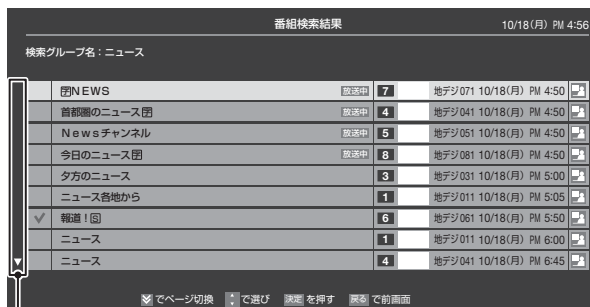 番組検索結果 10/18(月) PM 4:56
検索グループ名：ニュース
字NEWS 放送中 7 地デジ071 10/18(月) PM 4:50
首都圏のニュース字 放送中 4 地デジ041 10/18(月) PM 4:50
Newsチャンネル 放送中 5 地デジ051 10/18(月) PM 4:50
今日のニュース字 放送中 8 地デジ081 10/18(月) PM 4:50
夕方のニュース 3 地デジ031 10/18(月) PM 5:00
ニュース各地から 1 地デジ011 10/18(月) PM 5:05
報道！S 6 地デジ061 10/18(月) PM 5:50
ニュース 1 地デジ011 10/18(月) PM 6:00
ニュース 4 地デジ041 10/18(月) PM 6:45
でページ切換 で選び 決定 を押す 戻る で前画面